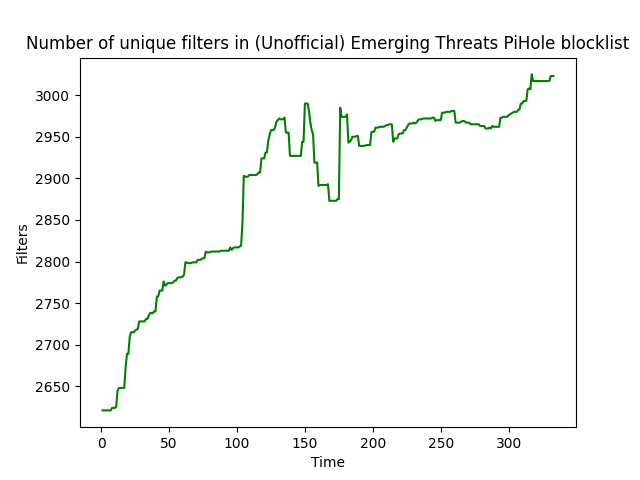 Number of unique filters in (Unofficial) Emerging Threats PiHole blocklist
3000
2950
2900
2850
2800
2750
2700
2650
Filters
0 50 100 150 200 250 300
Time